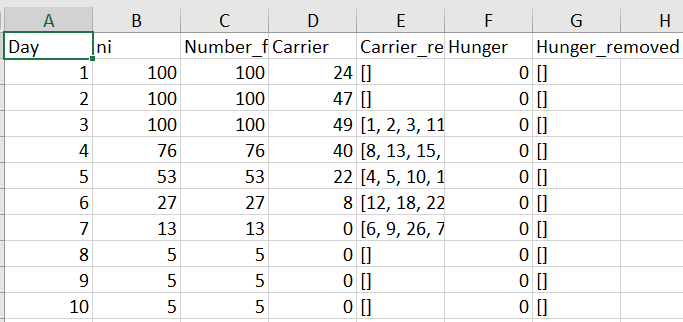 A B C D E F G H
Day ni Number_f Carrier Carrier_re Hunger Hunger_removed
1 100 100 24 [] 0 []
2 100 100 47 [] 0 []
3 100 100 49 [1, 2, 3, 11 0 []
4 76 76 40 [8, 13, 15, 0 []
5 53 53 22 [4, 5, 10, 1 0 []
6 27 27 8 [12, 18, 22 0 []
7 13 13 0 [6, 9, 26, 7 0 []
8 5 5 0 [] 0 []
9 5 5 0 [] 0 []
10 5 5 0 [] 0 []